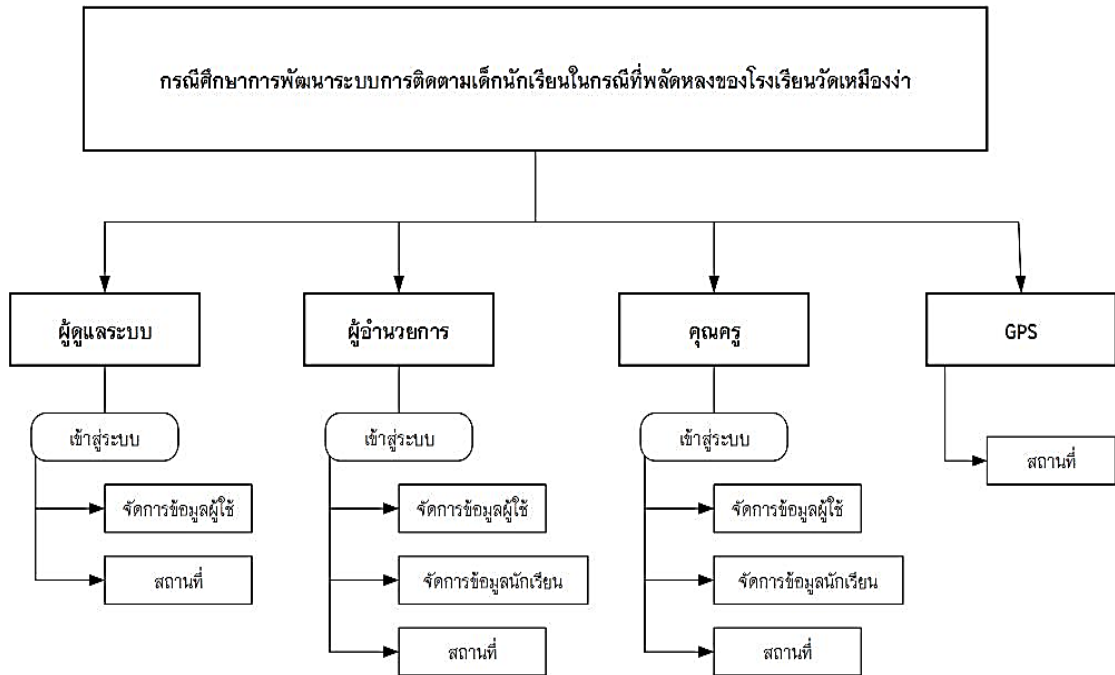 กรณีศึกษาการพัฒนาระบบการติดตามเด็กนักเรียนในกรณีที่พลัดหลงของโรงเรียนวัดเหมืองง่า
ผู้ดูแลระบบ
เข้าสู่ระบบ
จัดการข้อมูลผู้ใช้
สถานที่
ผู้อำนวยการ
เข้าสู่ระบบ
จัดการข้อมูลผู้ใช้
จัดการข้อมูลนักเรียน
สถานที่
คุณครู
เข้าสู่ระบบ
จัดการข้อมูลผู้ใช้
จัดการข้อมูลนักเรียน
สถานที่
GPS
สถานที่